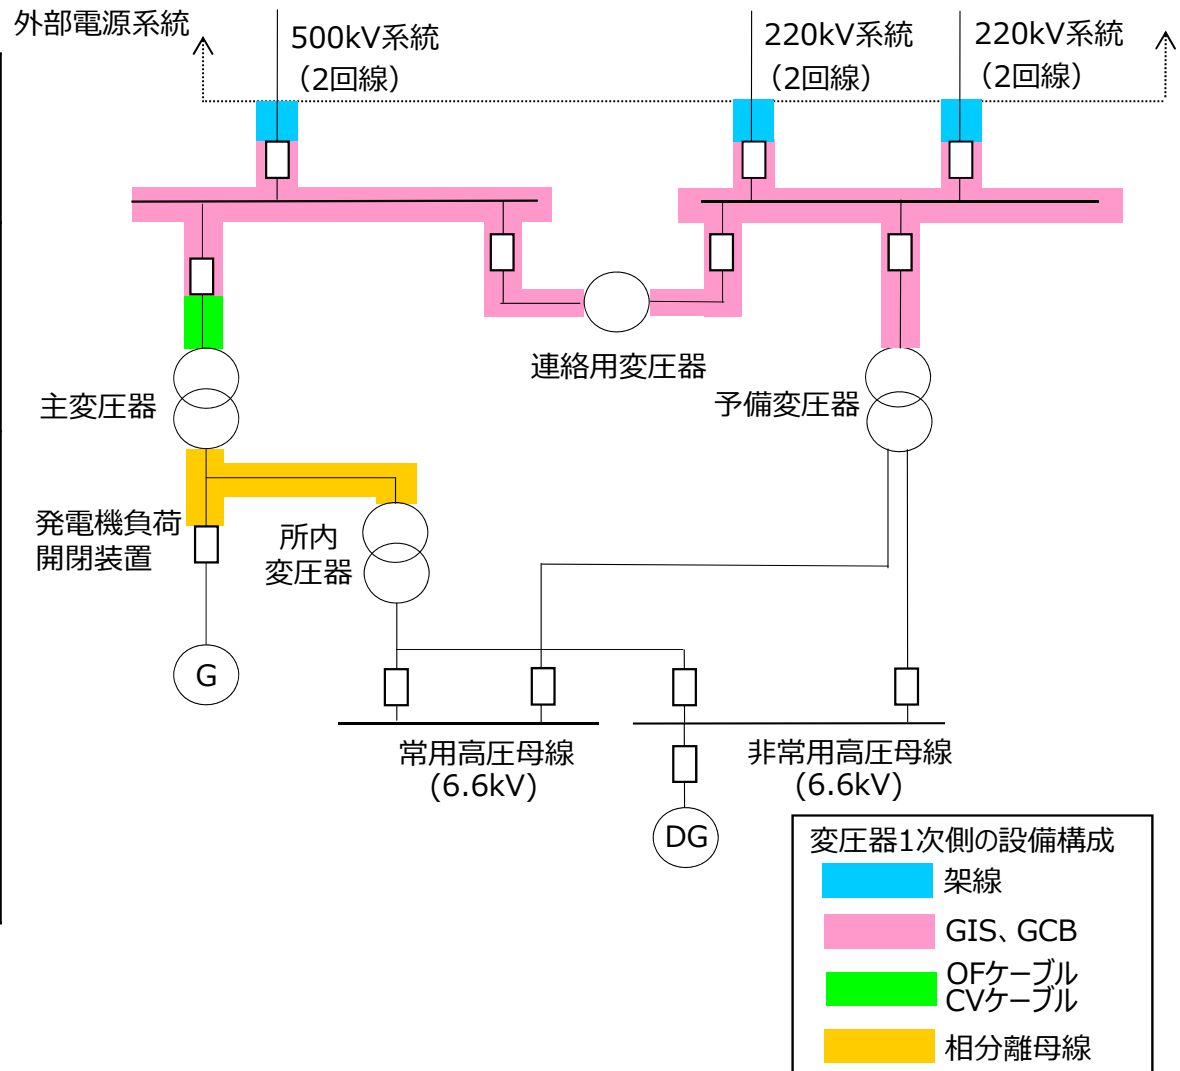 外部電源系統
500kV系統
（2回線）
220kV系統
（2回線）
220kV系統
（2回線）
連絡用変圧器
主変圧器
予備変圧器
発電機負荷
開閉装置
所内
変圧器
G
常用高圧母線
(6.6kV)
非常用高圧母線
(6.6kV)
DG
変圧器1次側の設備構成
架線
GIS、GCB
OFケーブル
CVケーブル
相分離母線